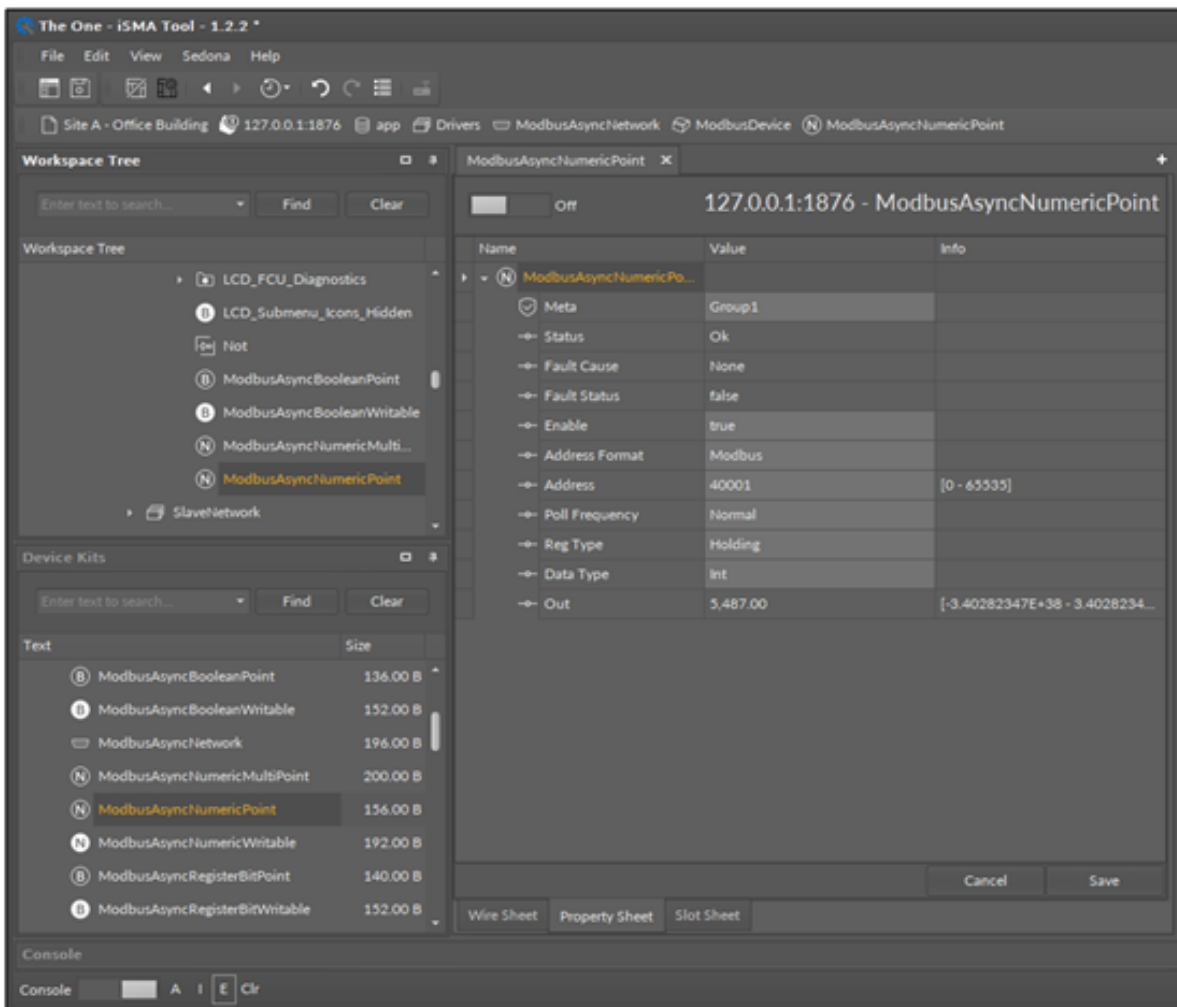 The One - iSMA Tool - 1.2.2 *
File Edit View Sedona Help
Site A - Office Building 127.0.0.1:1876 app Drivers ModbusAsyncNetwork ModbusDevice N ModbusAsyncNumericPoint
Workspace Tree
Enter text to search... Find Clear
Workspace Tree
LCD_FCU_Diagnostics
B LCD_Submenu_Icons_Hidden
Not
B ModbusAsyncBooleanPoint
B ModbusAsyncBooleanWritable
N ModbusAsyncNumericMulti...
N ModbusAsyncNumericPoint
SlaveNetwork
Device Kits
Enter text to search... Find Clear
Text Size
B ModbusAsyncBooleanPoint 136.00 B
B ModbusAsyncBooleanWritable 152.00 B
ModbusAsyncNetwork 196.00 B
N ModbusAsyncNumericMultiPoint 200.00 B
N ModbusAsyncNumericPoint 156.00 B
N ModbusAsyncNumericWritable 192.00 B
B ModbusAsyncRegisterBitPoint 140.00 B
B ModbusAsyncRegisterBitWritable 152.00 B
ModbusAsyncNumericPoint
Off 127.0.0.1:1876 - ModbusAsyncNumericPoint
Name Value Info
N ModbusAsyncNumericPo...
Meta Group1
Status Ok
Fault Cause None
Fault Status false
Enable true
Address Format Modbus
Address 40001 [0 - 65535]
Poll Frequency Normal
Reg Type Holding
Data Type Int
Out 5,487.00 [-3.40282347E+38 - 3.4028234...
Cancel Save
Wire Sheet Property Sheet Slot Sheet
Console
Console A I E Clr